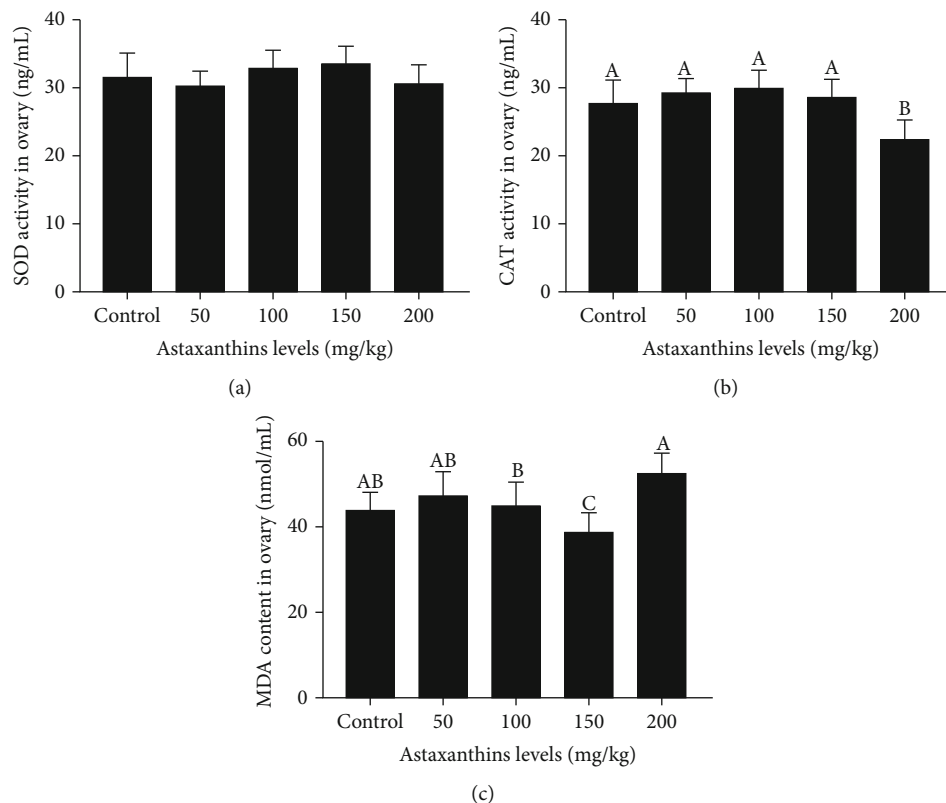 SOD activity in ovary (ng/mL)
40
30
20
10
0
Control 50 100 150 200
Astaxanthins levels (mg/kg)
(a)
CAT activity in ovary (ng/mL)
40
30
20
10
0
A A A A B
Control 50 100 150 200
Astaxanthins levels (mg/kg)
(b)
MDA content in ovary (nmol/mL)
60
40
20
0
AB AB B C A
Control 50 100 150 200
Astaxanthins levels (mg/kg)
(c)